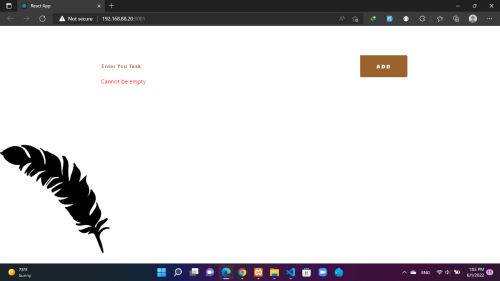 React App
Not secure
192.168.88.20:3001
Enter You Task
ADD
Cannot be empty
73°F
Sunny
ENG
1:03 PM
6/1/2022